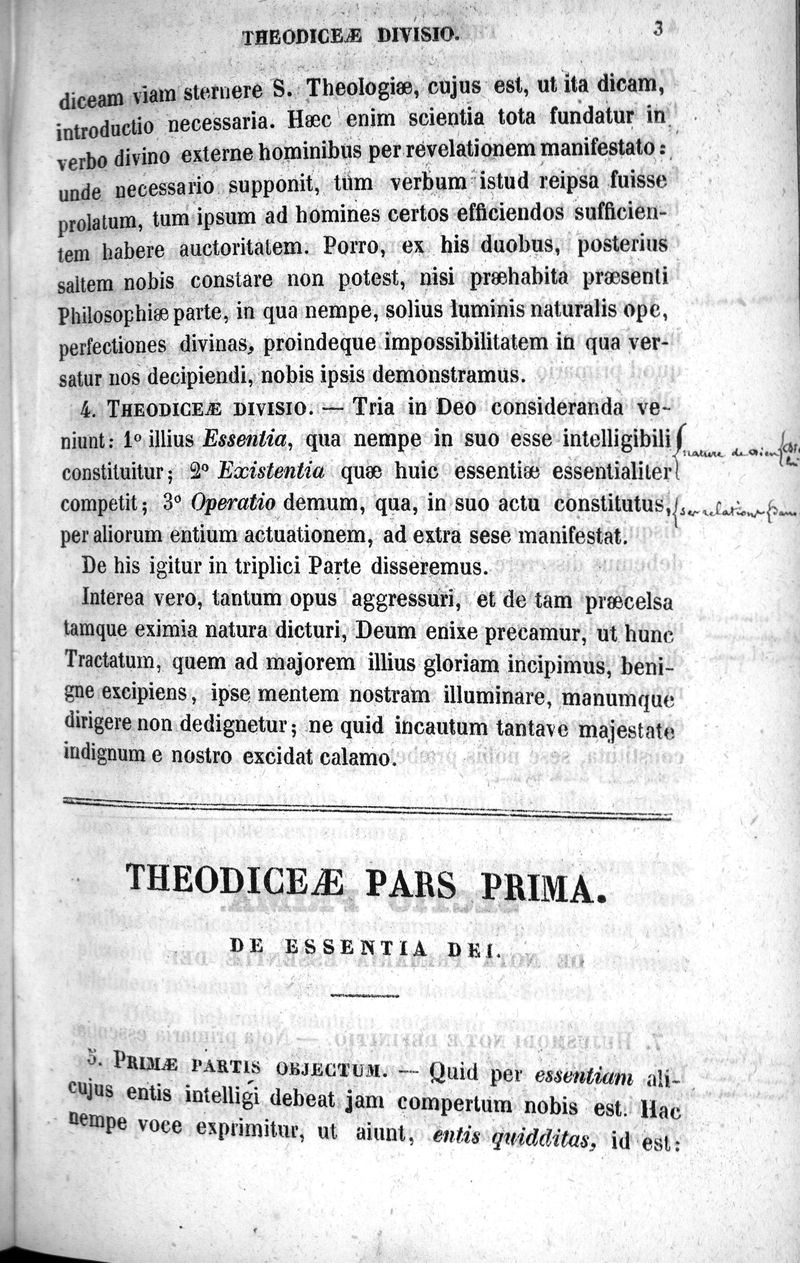 THEODICEÆ DIVISIO. 3
diceam viam sternere S. Theologiæ, cujus est, ut ita dicam,
introductio necessaria. Hæc enim scientia tota fundatur in
verbo divino externe hominibus per revelationem manifestato :
unde necessario supponit, tum verbum istud reipsa fuisse
prolatum, tum ipsum ad homines certos efficiendos sufficien-
tem habere auctoritatem. Porro, ex his duobus, posterius
saltem nobis constare non potest, nisi præhabita præsenti
Philosophiæ parte, in qua nempe, solius luminis naturalis ope,
perfectiones divinas, proindeque impossibilitatem in qua ver-
satur nos decipiendi, nobis ipsis demonstramus.
4. THEODICEÆ DIVISIO. — Tria in Deo consideranda ve-
niunt : 1º illius Essentia, qua nempe in suo esse intelligibili
nature de Dieu
constituitur ; 2º Existentia quæ huic essentiæ essentialiter
competit ; 3º Operatio demum, qua, in suo actu constitutus,
ses relations
per aliorum entium actuationem, ad extra sese manifestat.
De his igitur in triplici Parte disseremus.
Interea vero, tantum opus aggressuri, et de tam præcelsa
tamque eximia natura dicturi, Deum enixe precamur, ut hunc
Tractatum, quem ad majorem illius gloriam incipimus, beni-
gne excipiens, ipse mentem nostram illuminare, manumque
dirigere non dedignetur ; ne quid incautum tantave majestate
indignum e nostro excidat calamo.
THEODICEÆ PARS PRIMA.
DE ESSENTIA DEI.
5. PRIMÆ PARTIS OBJECTUM. — Quid per essentiam ali-
cujus entis intelligi debeat jam compertum nobis est. Hac
nempe voce exprimitur, ut aiunt, entis quidditas, id est :